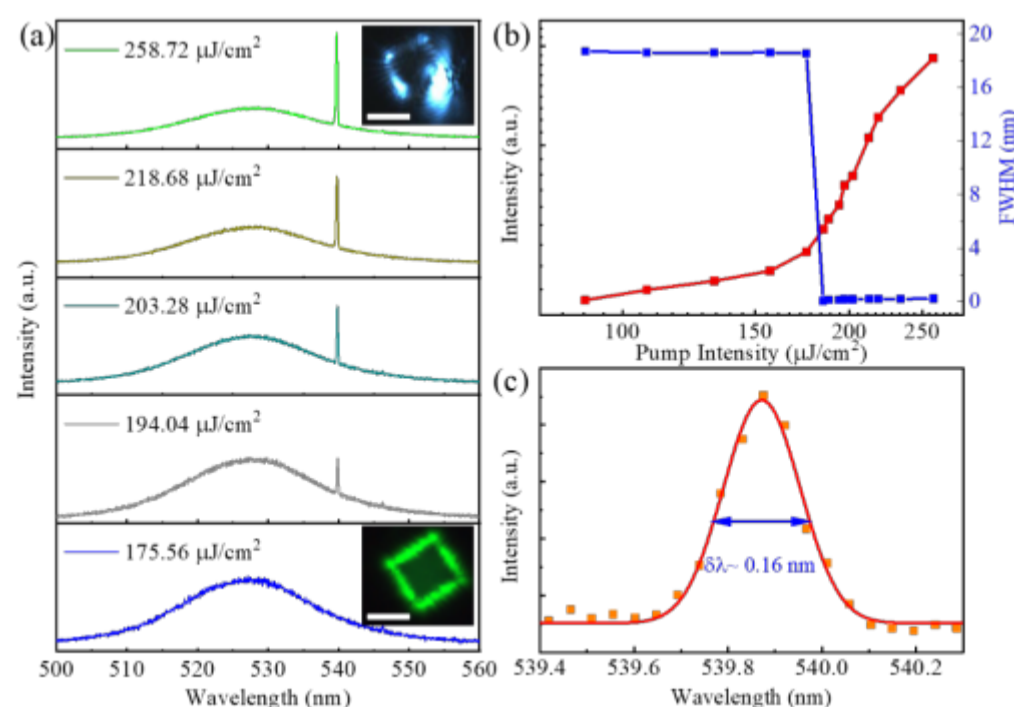 (a)
258.72 μJ/cm²
218.68 μJ/cm²
203.28 μJ/cm²
194.04 μJ/cm²
175.56 μJ/cm²
Intensity (a.u.)
500 510 520 530 540 550 560
Wavelength (nm)
(b)
Intensity (a.u.)
20
16
12
8
4
0
FWHM (nm)
100 150 200 250
Pump Intensity (μJ/cm²)
(c)
Intensity (a.u.)
δλ~ 0.16 nm
539.4 539.6 539.8 540.0 540.2
Wavelength (nm)